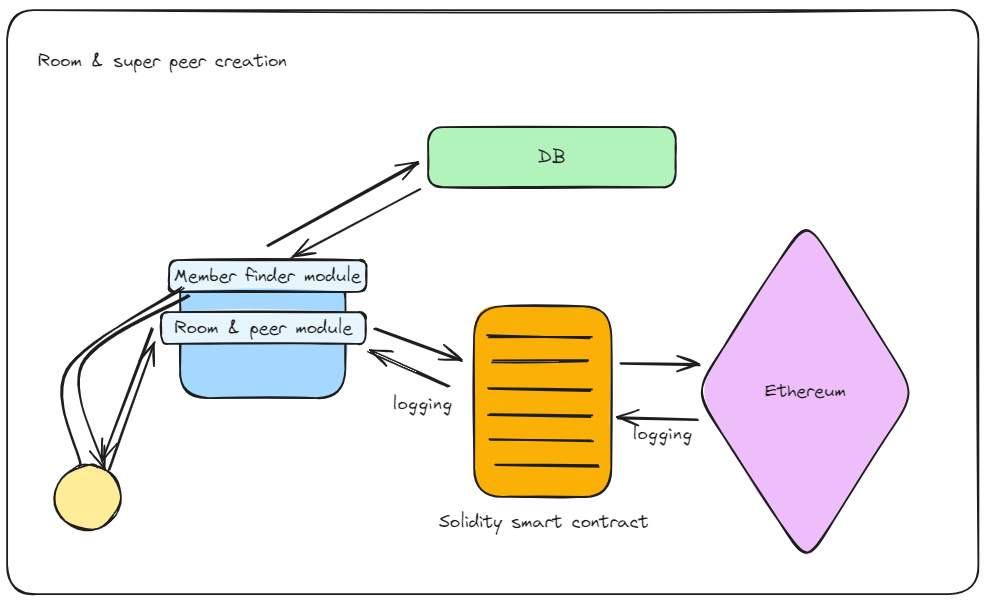 Room & super peer creation
DB
Member finder module
Room & peer module
logging
Ethereum
logging
Solidity smart contract